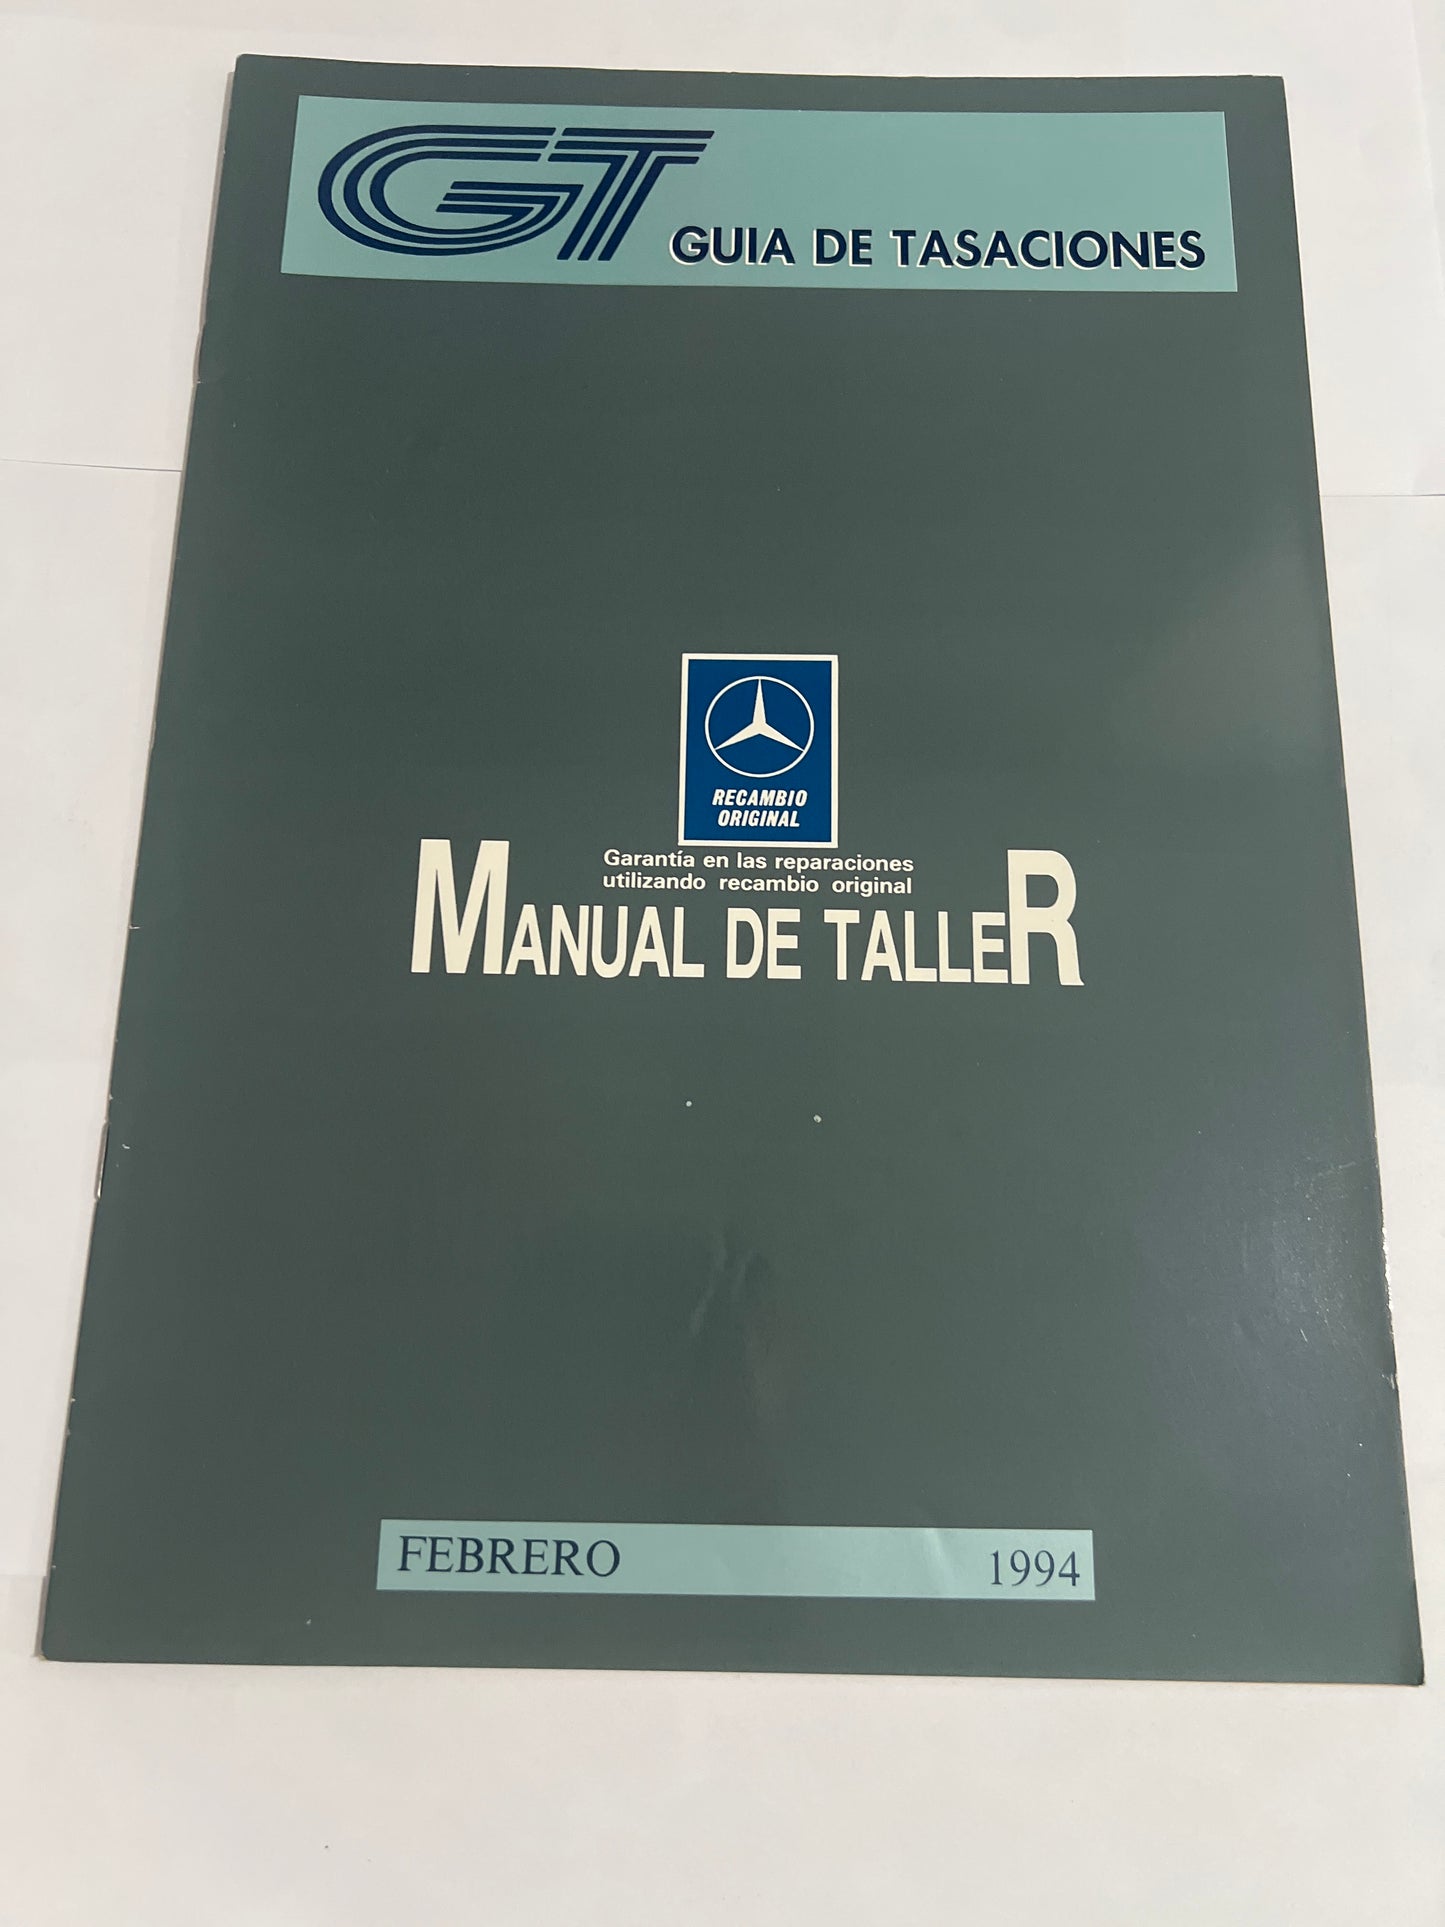 GT GUIA DE TASACIONES
RECAMBIO
ORIGINAL
Garantía en las reparaciones
utilizando recambio original
MANUAL DE TALLER
FEBRERO 1994